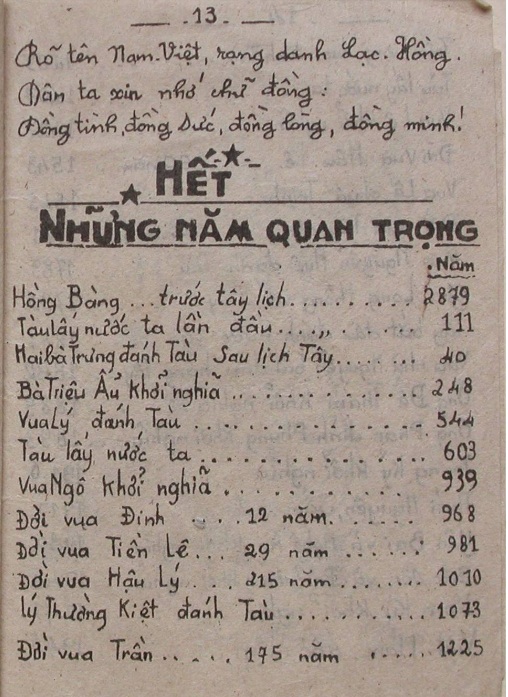 — .13. —
Rõ tên Nam.Việt, rạng danh Lạc. Hồng.
Dân ta xin nhớ chữ đồng:
Đồng tình, đồng sức, đồng lòng, đồng minh!
HẾT
NHỮNG NĂM QUAN TRỌNG
.Năm
Hồng Bàng ... trước tây lịch......... 2879
Tàu lấy nước ta lần đầu....,,. . 111
Hai bà Trưng đánh Tàu Sau lịch Tây....... 40
Bà Triệu Ẩu khởi nghiã .............. 248
Vua Lý đánh Tàu .............. 544
Tàu lấy nước ta .............. 603
Vua Ngô khởi nghiã ............. 939
Đời vua Đinh .... 12 năm....... 968
Đời vua Tiền Lê... 29 năm ...... 981
Đời vua Hậu Lý ... 215 năm........ 1010
Lý Thường Kiệt đánh Tàu.......... 1073
Đời vua Trần ..... 175 năm ..... 1225